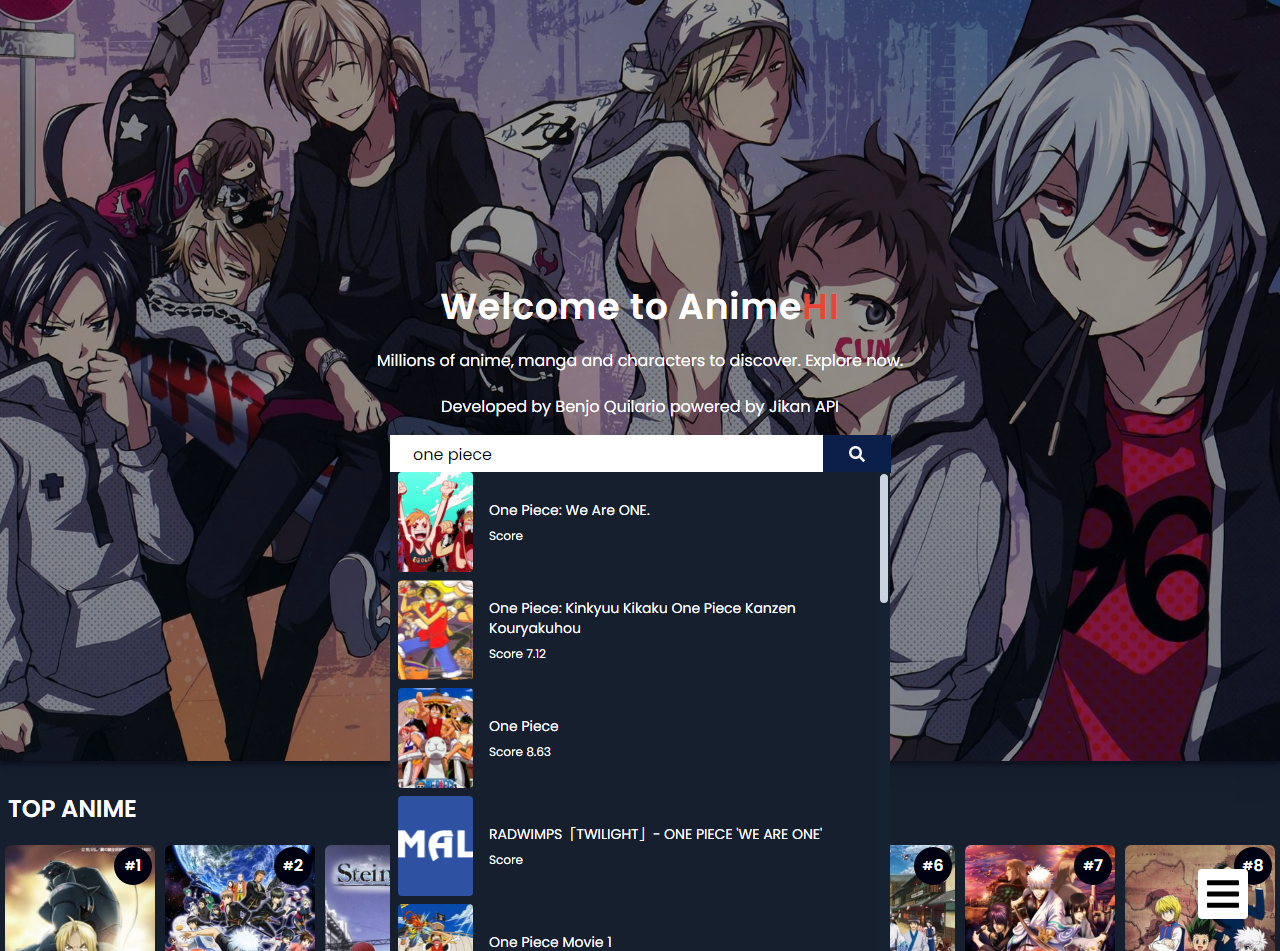 Welcome to AnimeHI
CUN
Millions of anime, manga and characters to discover. Explore now.
Developed by Benjo Quilario powered by Jikan API
one piece
One Piece: We Are ONE.
Score
One Piece: Kinkyuu Kikaku One Piece Kanzen
Kouryakuhou
Score 7.12
One Piece
Score 8.63
MAL
RADWIMPS「TWILIGHT」- ONE PIECE 'WE ARE ONE'
Score
One Piece Movie 1
96
TOP ANIME
#1
#2
Stein
#6
#7
#8